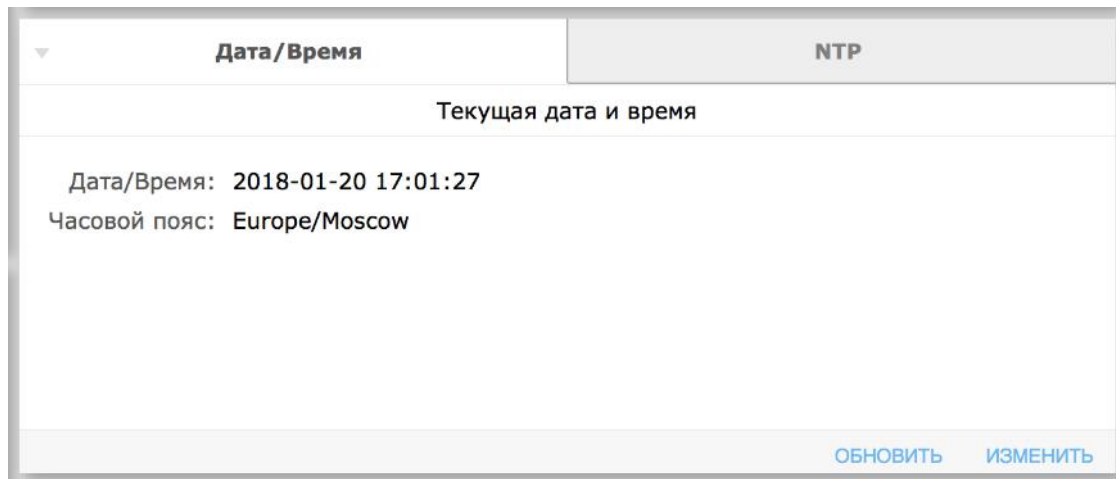 Дата/Время NTP
Текущая дата и время
Дата/Время: 2018-01-20 17:01:27
Часовой пояс: Europe/Moscow
ОБНОВИТЬ ИЗМЕНИТЬ